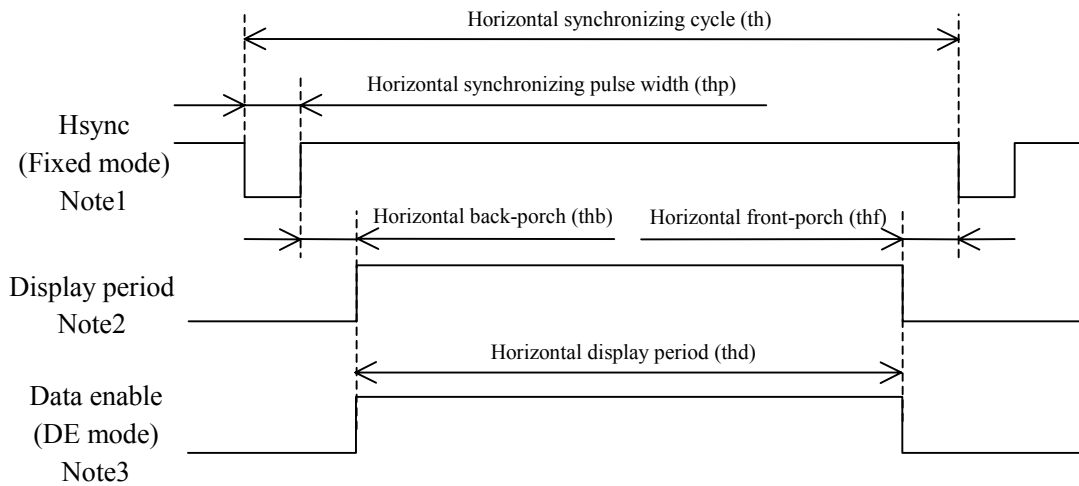 Horizontal synchronizing cycle (th)
Horizontal synchronizing pulse width (thp)
Hsync
(Fixed mode)
Note1
Horizontal back-porch (thb)
Horizontal front-porch (thf)
Display period
Note2
Horizontal display period (thd)
Data enable
(DE mode)
Note3